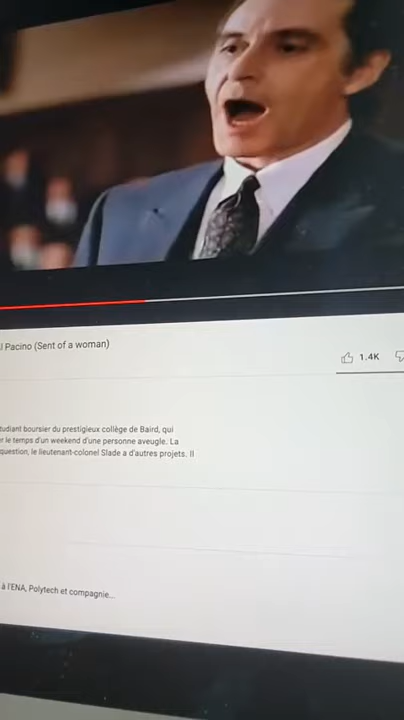 l Pacino (Sent of a woman)
1.4K
tudiant boursier du prestigieux collège de Baird, qui
r le temps d'un weekend d'une personne aveugle. La
question, le lieutenant-colonel Slade a d'autres projets. Il
à l'ENA, Polytech et compagnie...